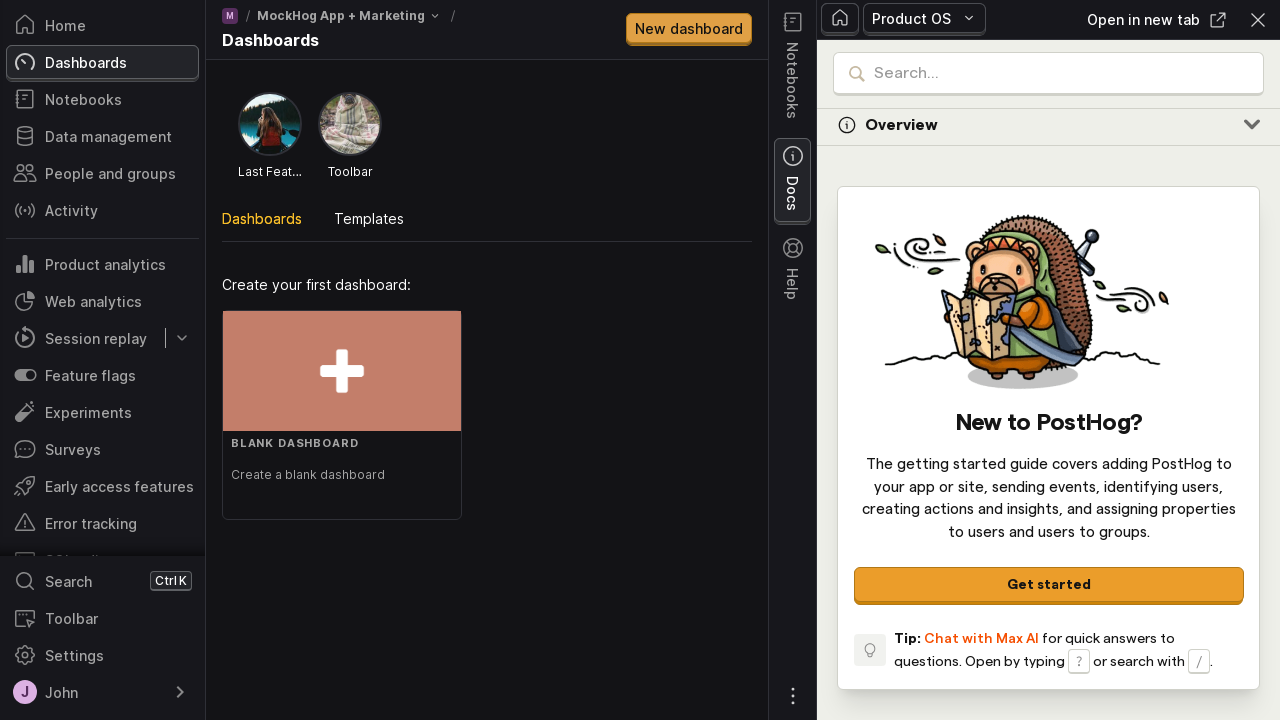 Home
Dashboards
Notebooks
Data management
People and groups
Activity
Product analytics
Web analytics
Session replay
Feature flags
Experiments
Surveys
Early access features
Error tracking
Search Ctrl K
Toolbar
Settings
J John
M / MockHog App + Marketing /
Dashboards
New dashboard
Last Feat...
Toolbar
Dashboards Templates
Create your first dashboard:
BLANK DASHBOARD
Create a blank dashboard
Notebooks
Docs
Help
Product OS
Open in new tab
Search...
Overview
New to PostHog?
The getting started guide covers adding PostHog to
your app or site, sending events, identifying users,
creating actions and insights, and assigning properties
to users and users to groups.
Get started
Tip: Chat with Max AI for quick answers to
questions. Open by typing ? or search with / .